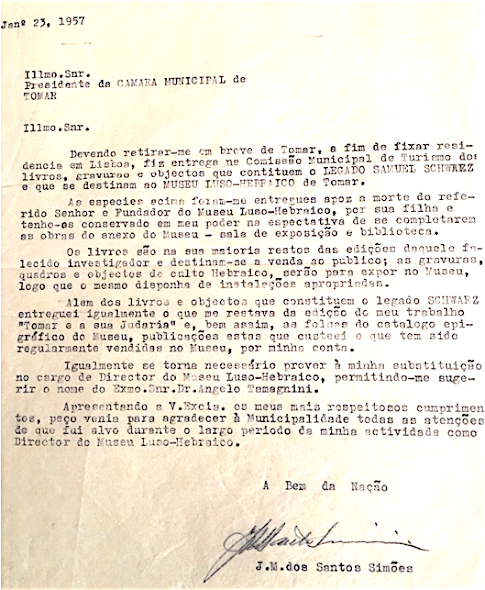 Janº 23, 1957
Illmo.Snr.
Presidente da CAMARA MUNICIPAL de
TOMAR
Illmo.Snr.
Devendo retirar-me em breve de Tomar, a fim de fixar resi-
dencia em Lisboa, fiz entrega na Comissão Municipal de Turismo dos
livros, gravuras e objectos que contituem o LEGADO SAMUEL SCHWARZ
e que se destinam ao MUSEU LUSO-HEBRAICO de Tomar.
As especies acima foram-me entregues apoz a morte do refe-
rido Senhor e Fundador do Museu Luso-Hebraico, por sua filha e
tenho-os conservado em meu poder na espectativa de se completarem
as obras do anexo do Museu - sala de exposição e biblioteca.
Os livros são na sua maioria restos das edições daquele fa-
lecido investigador e destinam-se a venda ao publico; as gravuras,
quadros e objectos de culto Hebraico, serão para expor no Museu,
logo que o mesmo disponha de instalações apropriadas.
Alem dos livros e objectos que constituem o legado SCHWARZ
entreguei igualmente o que me restava da edição do meu trabalho
"Tomar e a sua Judaria" e, bem assim, as folhas do catalogo epi-
gráfico do Museu, publicações estas que custeei e que tem sido
regularmente vendidas no Museu, por minha conta.
Igualmente se torna necessário prover à minha substituição
no cargo de Director do Museu Luso-Hebraico, permitindo-me suge-
rir o nome do Exmo.Snr.Dr.Angelo Tamagnini.
Apresentando a V.Excia. os meus mais respeitosos cumprimen
tos, peço venia para agradecer à Municipalidade todas as atenções
de que fui alvo durante o largo periodo da minha actividade como
Director do Museu Luso-Hebraico.
A Bem da Nação
J.M.dos Santos Simões